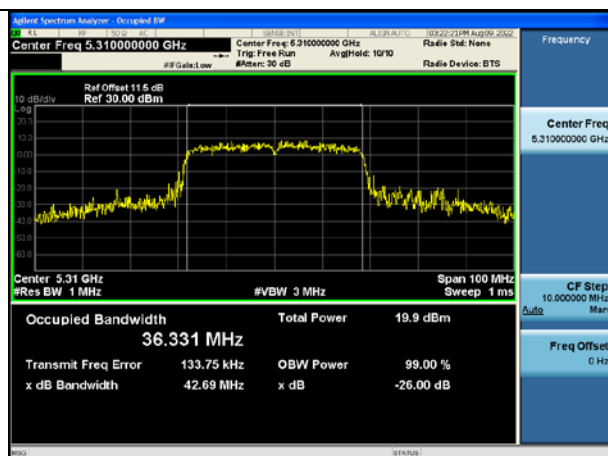 Agilent Spectrum Analyzer - Occupied BW
RL RF 50 Ω AC SENSE:INT ALIGN AUTO 03:22:21PM Aug 09, 2022
Center Freq 5.310000000 GHz
Center Freq: 5.310000000 GHz
Radio Std: None
Trig: Free Run Avg|Hold: 10/10
#IFGain:Low #Atten: 30 dB Radio Device: BTS
Ref Offset 11.5 dB
10 dB/div Ref 30.00 dBm
Log
20.0
10.0
0.00
-10.0
-20.0
-30.0
-40.0
-50.0
-60.0
Center 5.31 GHz Span 100 MHz
#Res BW 1 MHz #VBW 3 MHz Sweep 1 ms
Occupied Bandwidth Total Power 19.9 dBm
36.331 MHz
Transmit Freq Error 133.75 kHz OBW Power 99.00 %
x dB Bandwidth 42.69 MHz x dB -26.00 dB
MSG STATUS
Frequency
Center Freq
5.310000000 GHz
CF Step
10.000000 MHz
Auto Man
Freq Offset
0 Hz